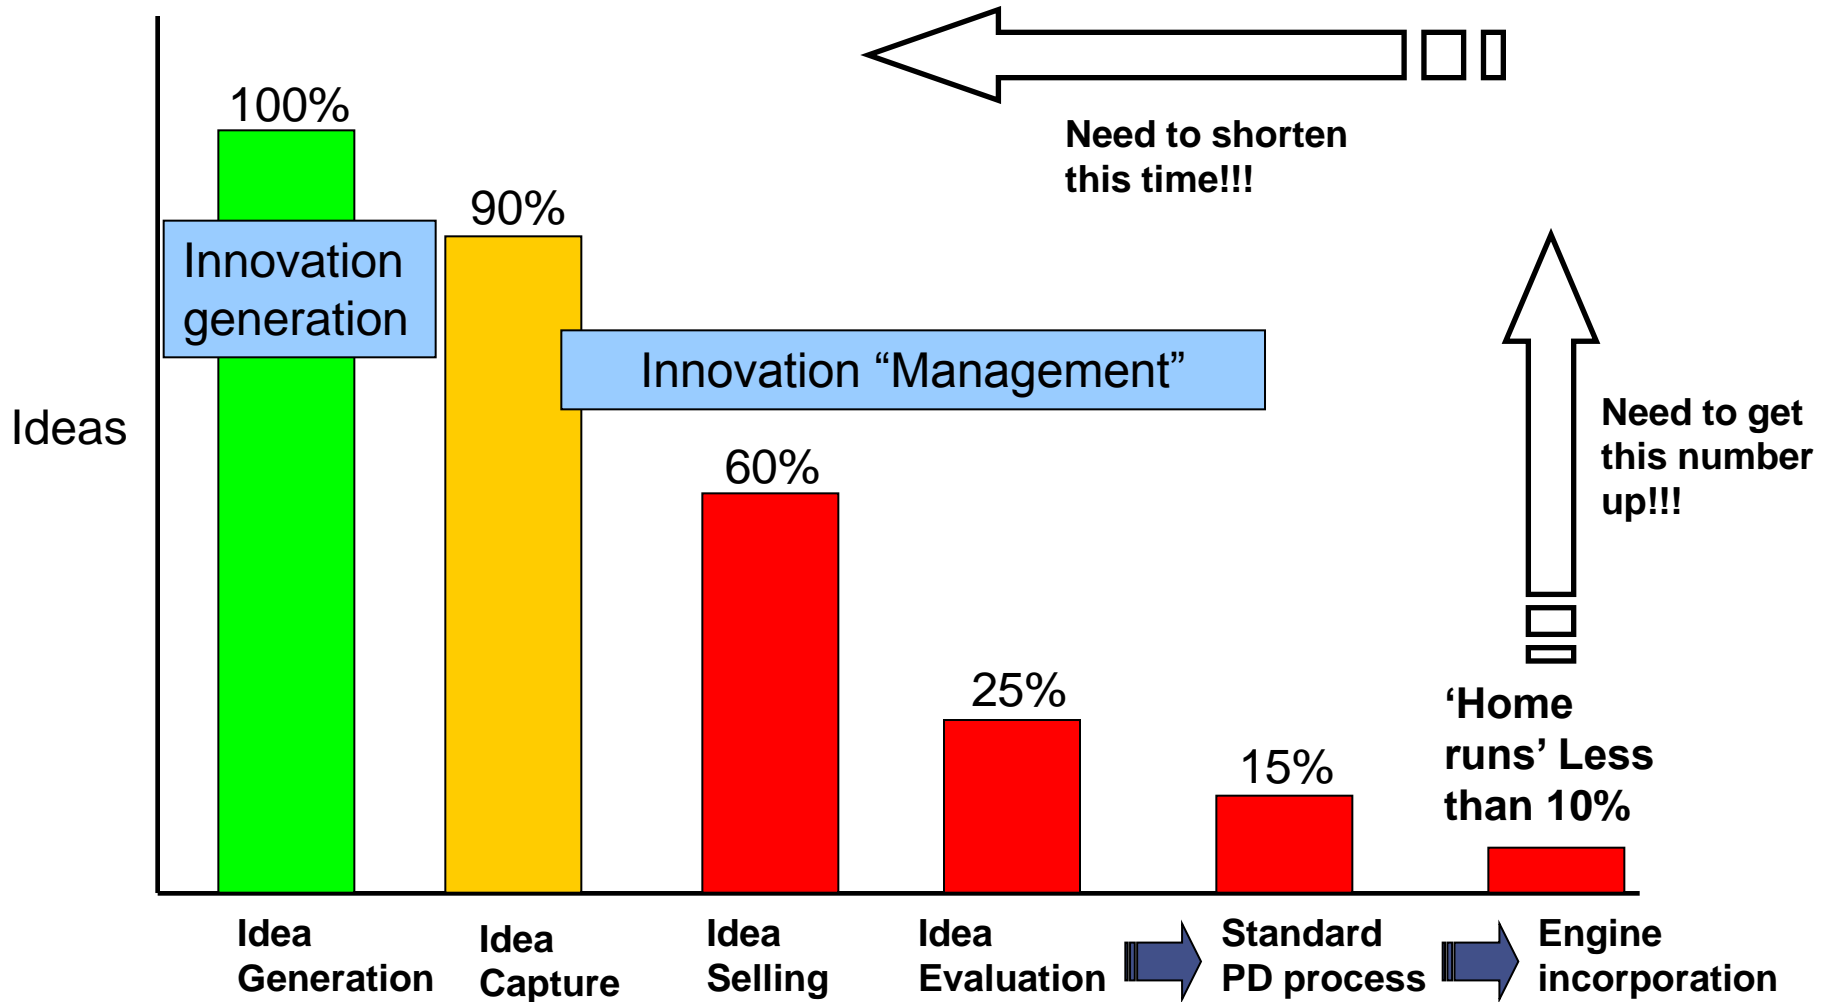 100%
Need to shorten
this time!!!
90%
Innovation
generation
Innovation “Management”
Ideas
Need to get
this number
up!!!
60%
25%
‘Home
runs’ Less
than 10%
15%
Idea
Generation
Idea
Capture
Idea
Selling
Idea
Evaluation
Standard
PD process
Engine
incorporation